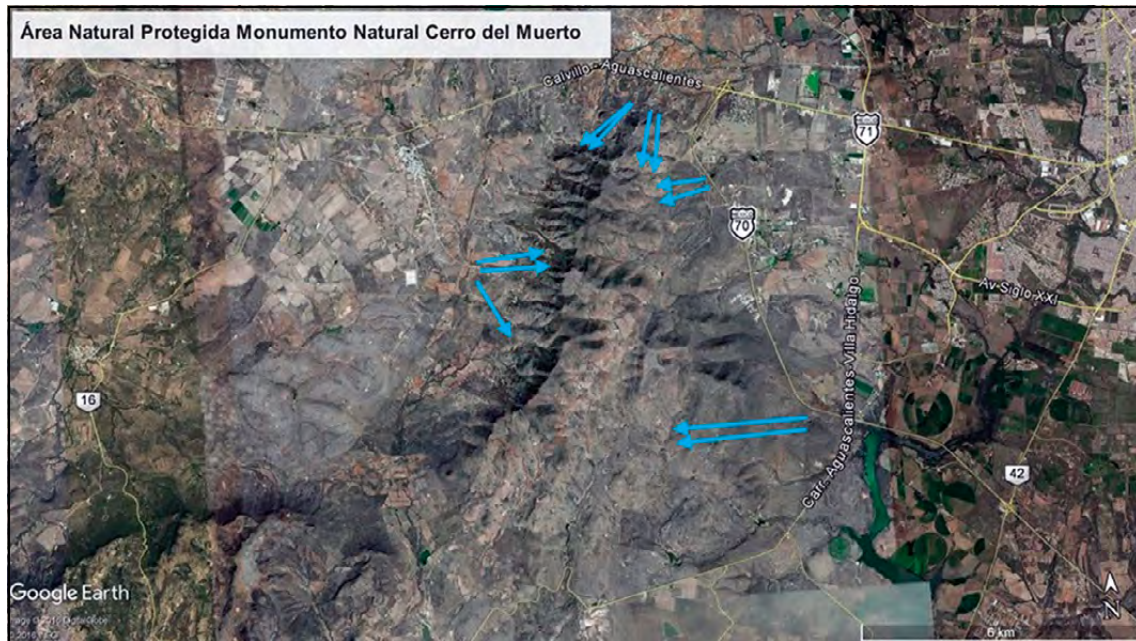 Área Natural Protegida Monumento Natural Cerro del Muerto
Calvillo - Aguascalientes
71
70
Av Siglo XXI
Carr. Aguascalientes-Villa Hidalgo
16
42
Google Earth
N
6 km